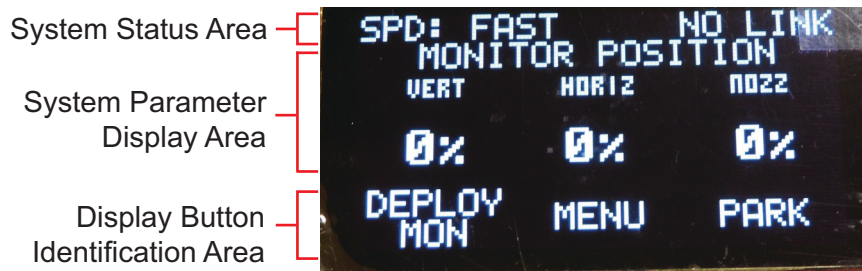 System Status Area
SPD: FAST NO LINK
MONITOR POSITION
System Parameter
Display Area
VERT HORIZ NOZZ
0% 0% 0%
Display Button
Identification Area
DEPLOY
MON
MENU
PARK